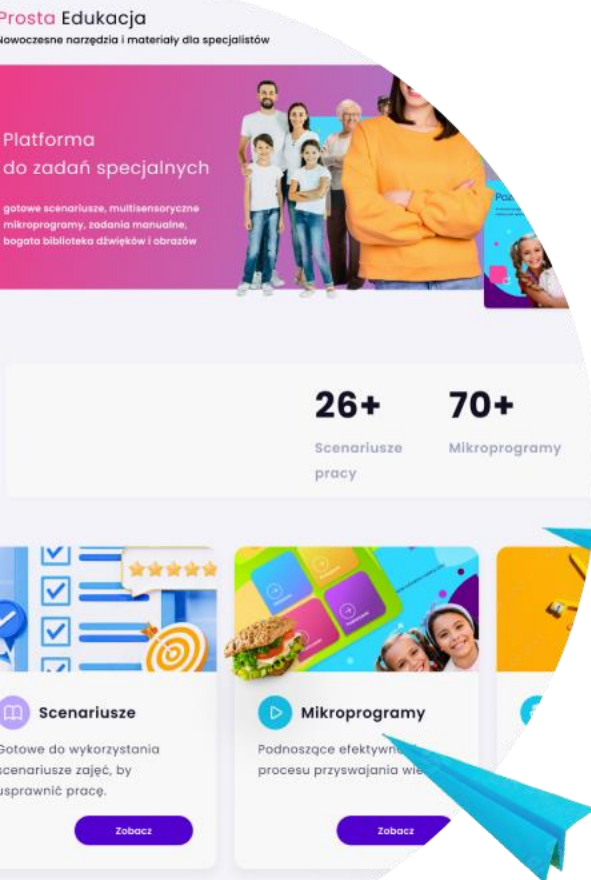 Prosta Edukacja
Nowoczesne narzędzia i materiały dla specjalistów
Platforma
do zadań specjalnych
gotowe scenariusze, multisensoryczne
mikroprogramy, zadania manualne,
bogata biblioteka dźwięków i obrazów
Poz
26+
70+
Scenariusze
pracy
Mikroprogramy
Scenariusze
Gotowe do wykorzystania
scenariusze zajęć, by
usprawnić pracę.
Zobacz
Mikroprogramy
Podnoszące efektywn
procesu przyswajania wie
Zobacz